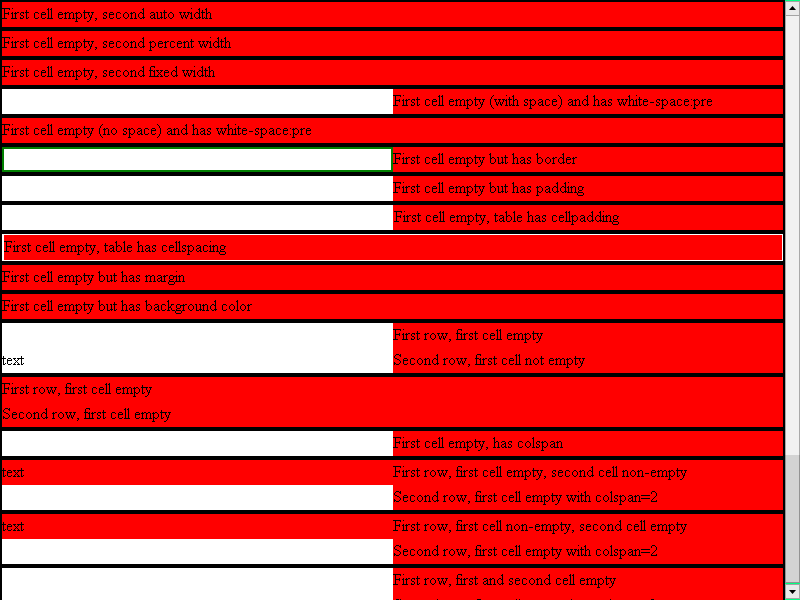 First cell empty, second auto width
First cell empty, second percent width
First cell empty, second fixed width
First cell empty (with space) and has white-space:pre
First cell empty (no space) and has white-space:pre
First cell empty but has border
First cell empty but has padding
First cell empty, table has cellpadding
First cell empty, table has cellspacing
First cell empty but has margin
First cell empty but has background color
First row, first cell empty
text Second row, first cell not empty
First row, first cell empty
Second row, first cell empty
First cell empty, has colspan
text First row, first cell empty, second cell non-empty
Second row, first cell empty with colspan=2
text First row, first cell non-empty, second cell empty
Second row, first cell empty with colspan=2
First row, first and second cell empty